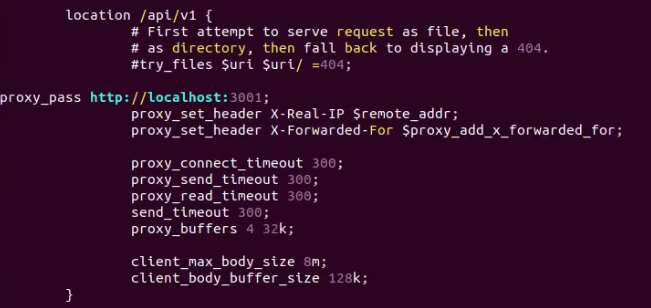 location /api/v1 {
# First attempt to serve request as file, then
# as directory, then fall back to displaying a 404.
#try_files $uri $uri/ =404;
proxy_pass http://localhost:3001;
proxy_set_header X-Real-IP $remote_addr;
proxy_set_header X-Forwarded-For $proxy_add_x_forwarded_for;
proxy_connect_timeout 300;
proxy_send_timeout 300;
proxy_read_timeout 300;
send_timeout 300;
proxy_buffers 4 32k;
client_max_body_size 8m;
client_body_buffer_size 128k;
}